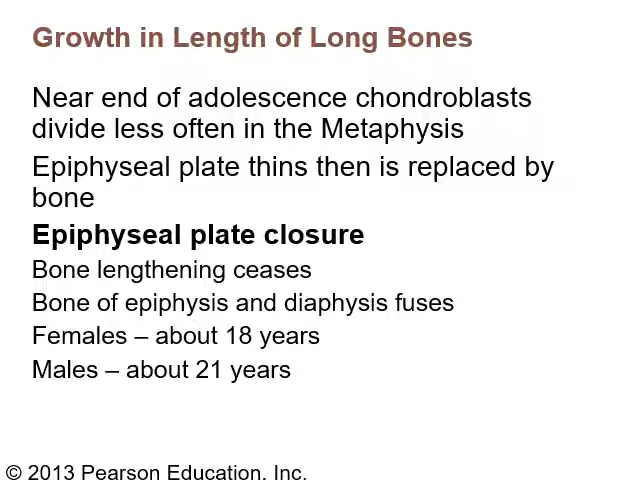 Growth in Length of Long Bones
Near end of adolescence chondroblasts
divide less often in the Metaphysis
Epiphyseal plate thins then is replaced by
bone
Epiphyseal plate closure
Bone lengthening ceases
Bone of epiphysis and diaphysis fuses
Females – about 18 years
Males – about 21 years
© 2013 Pearson Education, Inc.